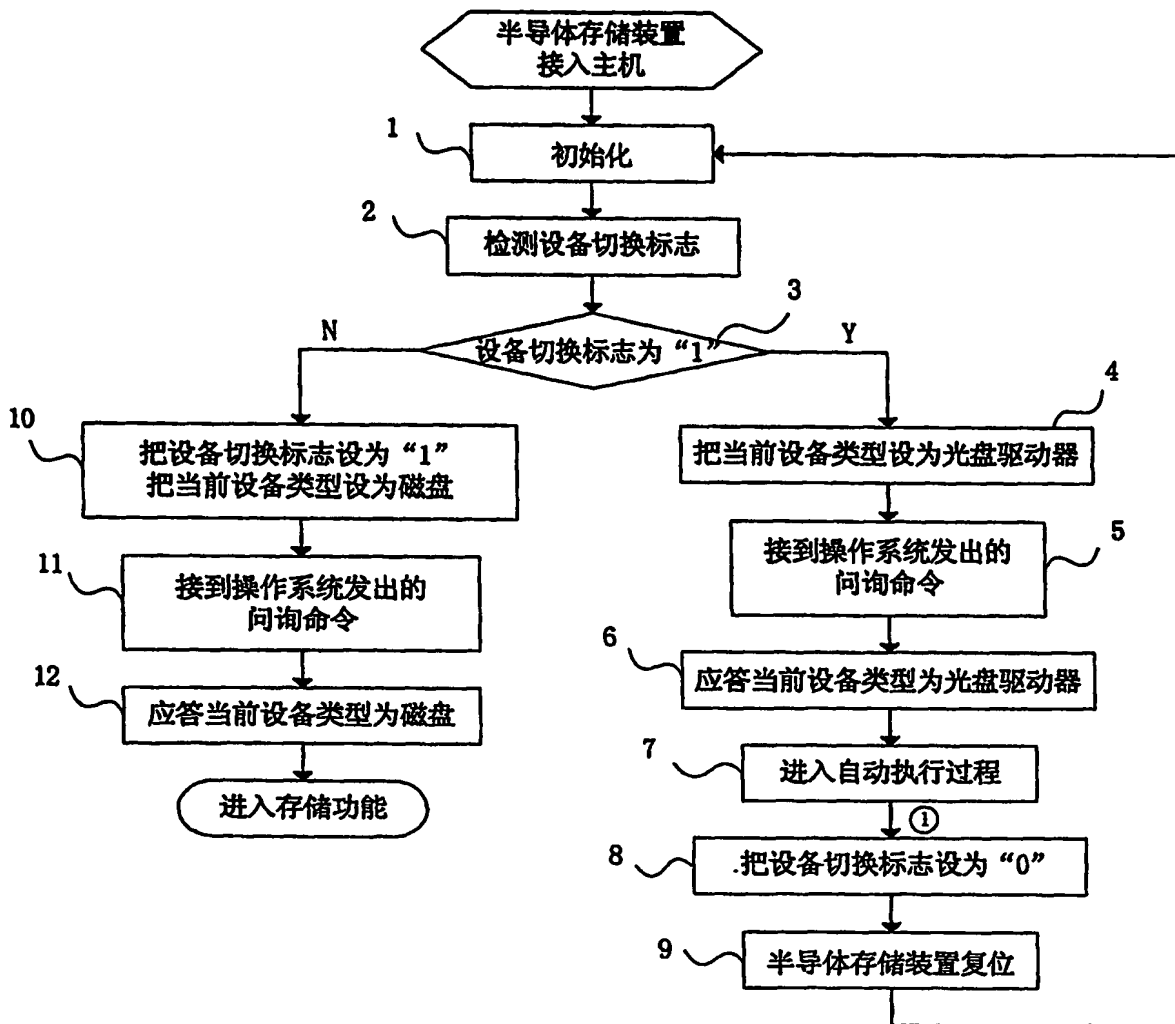 半导体存储装置
接入主机
1
初始化
2
检测设备切换标志
3
设备切换标志为“1”
N
Y
10
把设备切换标志设为“1”
把当前设备类型设为磁盘
4
把当前设备类型设为光盘驱动器
11
接到操作系统发出的
问询命令
5
接到操作系统发出的
问询命令
12
应答当前设备类型为磁盘
6
应答当前设备类型为光盘驱动器
进入存储功能
7
进入自动执行过程
①
8
.把设备切换标志设为“0”
9
半导体存储装置复位